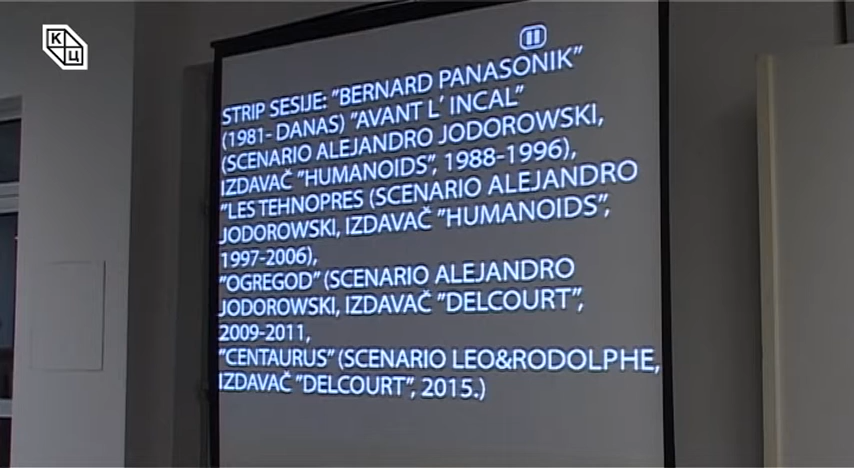 К
Ц
STRIP SESIJE: "BERNARD PANASONIK"
(1981- DANAS) "AVANT L' INCAL"
(SCENARIO ALEJANDRO JODOROWSKI,
IZDAVAČ "HUMANOIDS", 1988-1996),
"LES TEHNOPRES (SCENARIO ALEJANDRO
JODOROWSKI, IZDAVAČ "HUMANOIDS",
1997-2006),
"OGREGOD" (SCENARIO ALEJANDRO
JODOROWSKI, IZDAVAČ "DELCOURT",
2009-2011,
"CENTAURUS" (SCENARIO LEO&RODOLPHE,
IZDAVAČ "DELCOURT", 2015.)